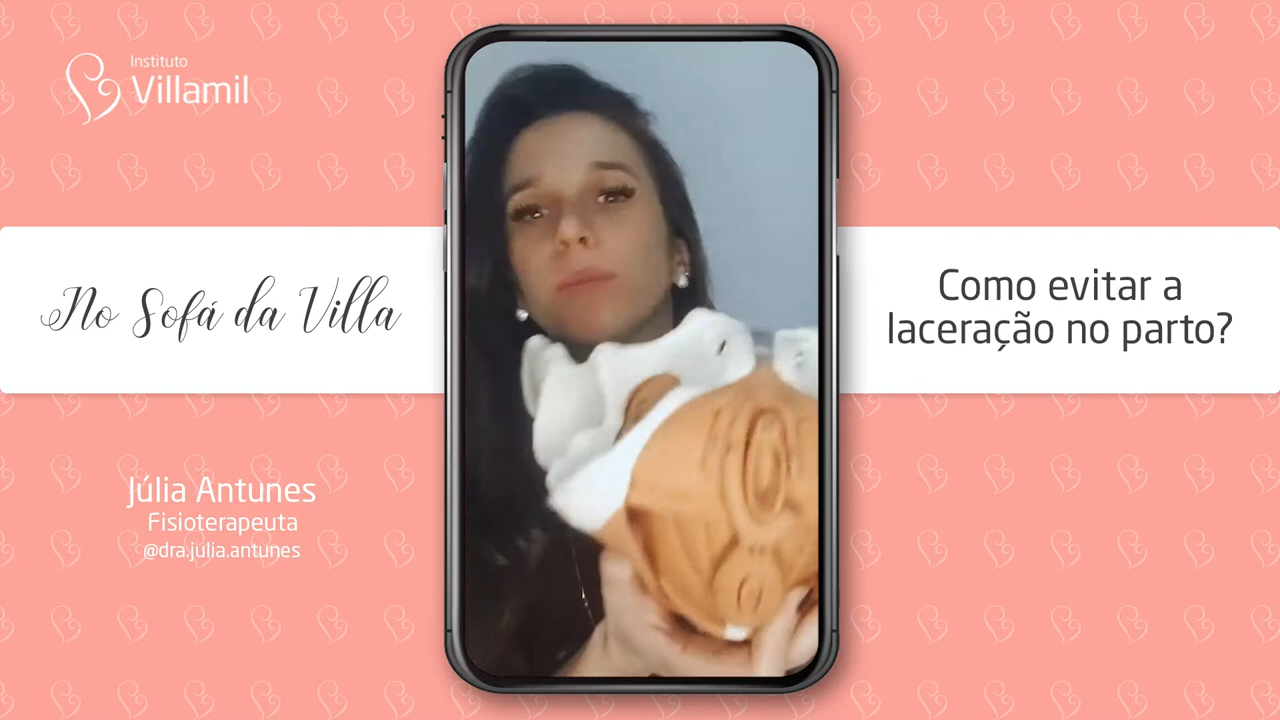 Instituto
Villamil
No Sofá da Villa
Como evitar a
laceração no parto?
Júlia Antunes
Fisioterapeuta
@dra.julia.antunes